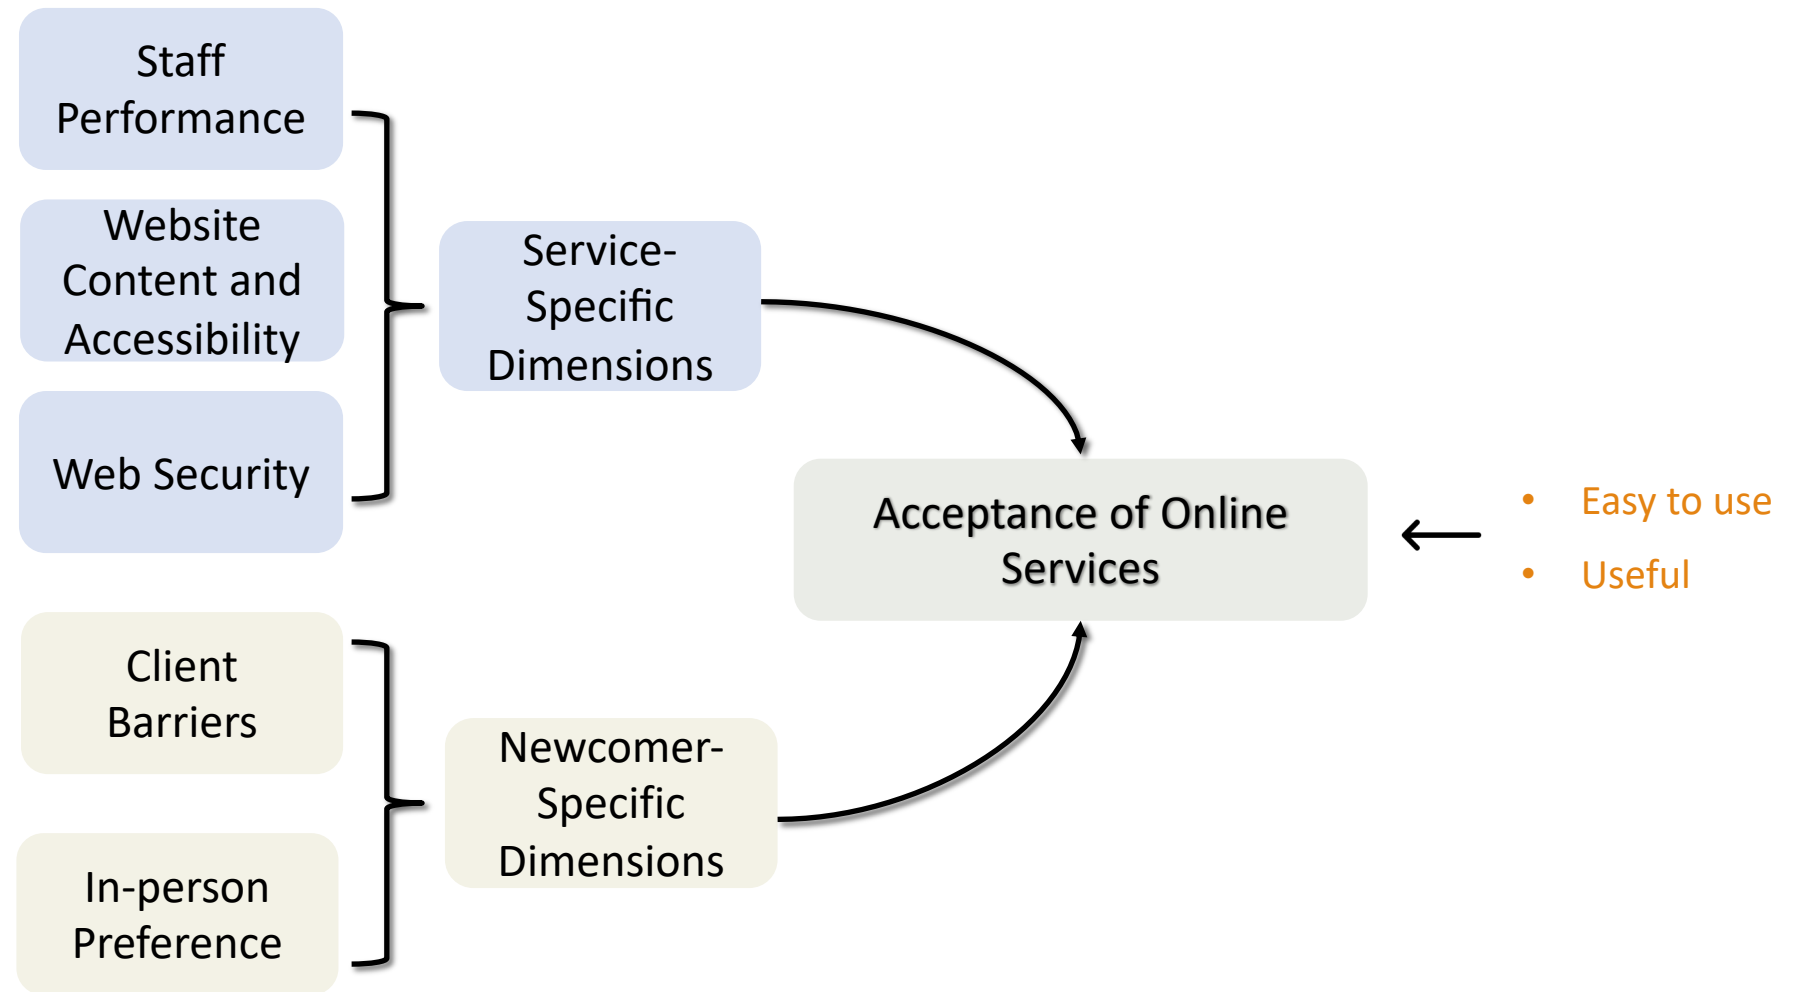 Staff
Performance
Website
Content and
Accessibility
Web Security
Service-
Specific
Dimensions
Acceptance of Online
Services
• Easy to use
• Useful
Client
Barriers
In-person
Preference
Newcomer-
Specific
Dimensions